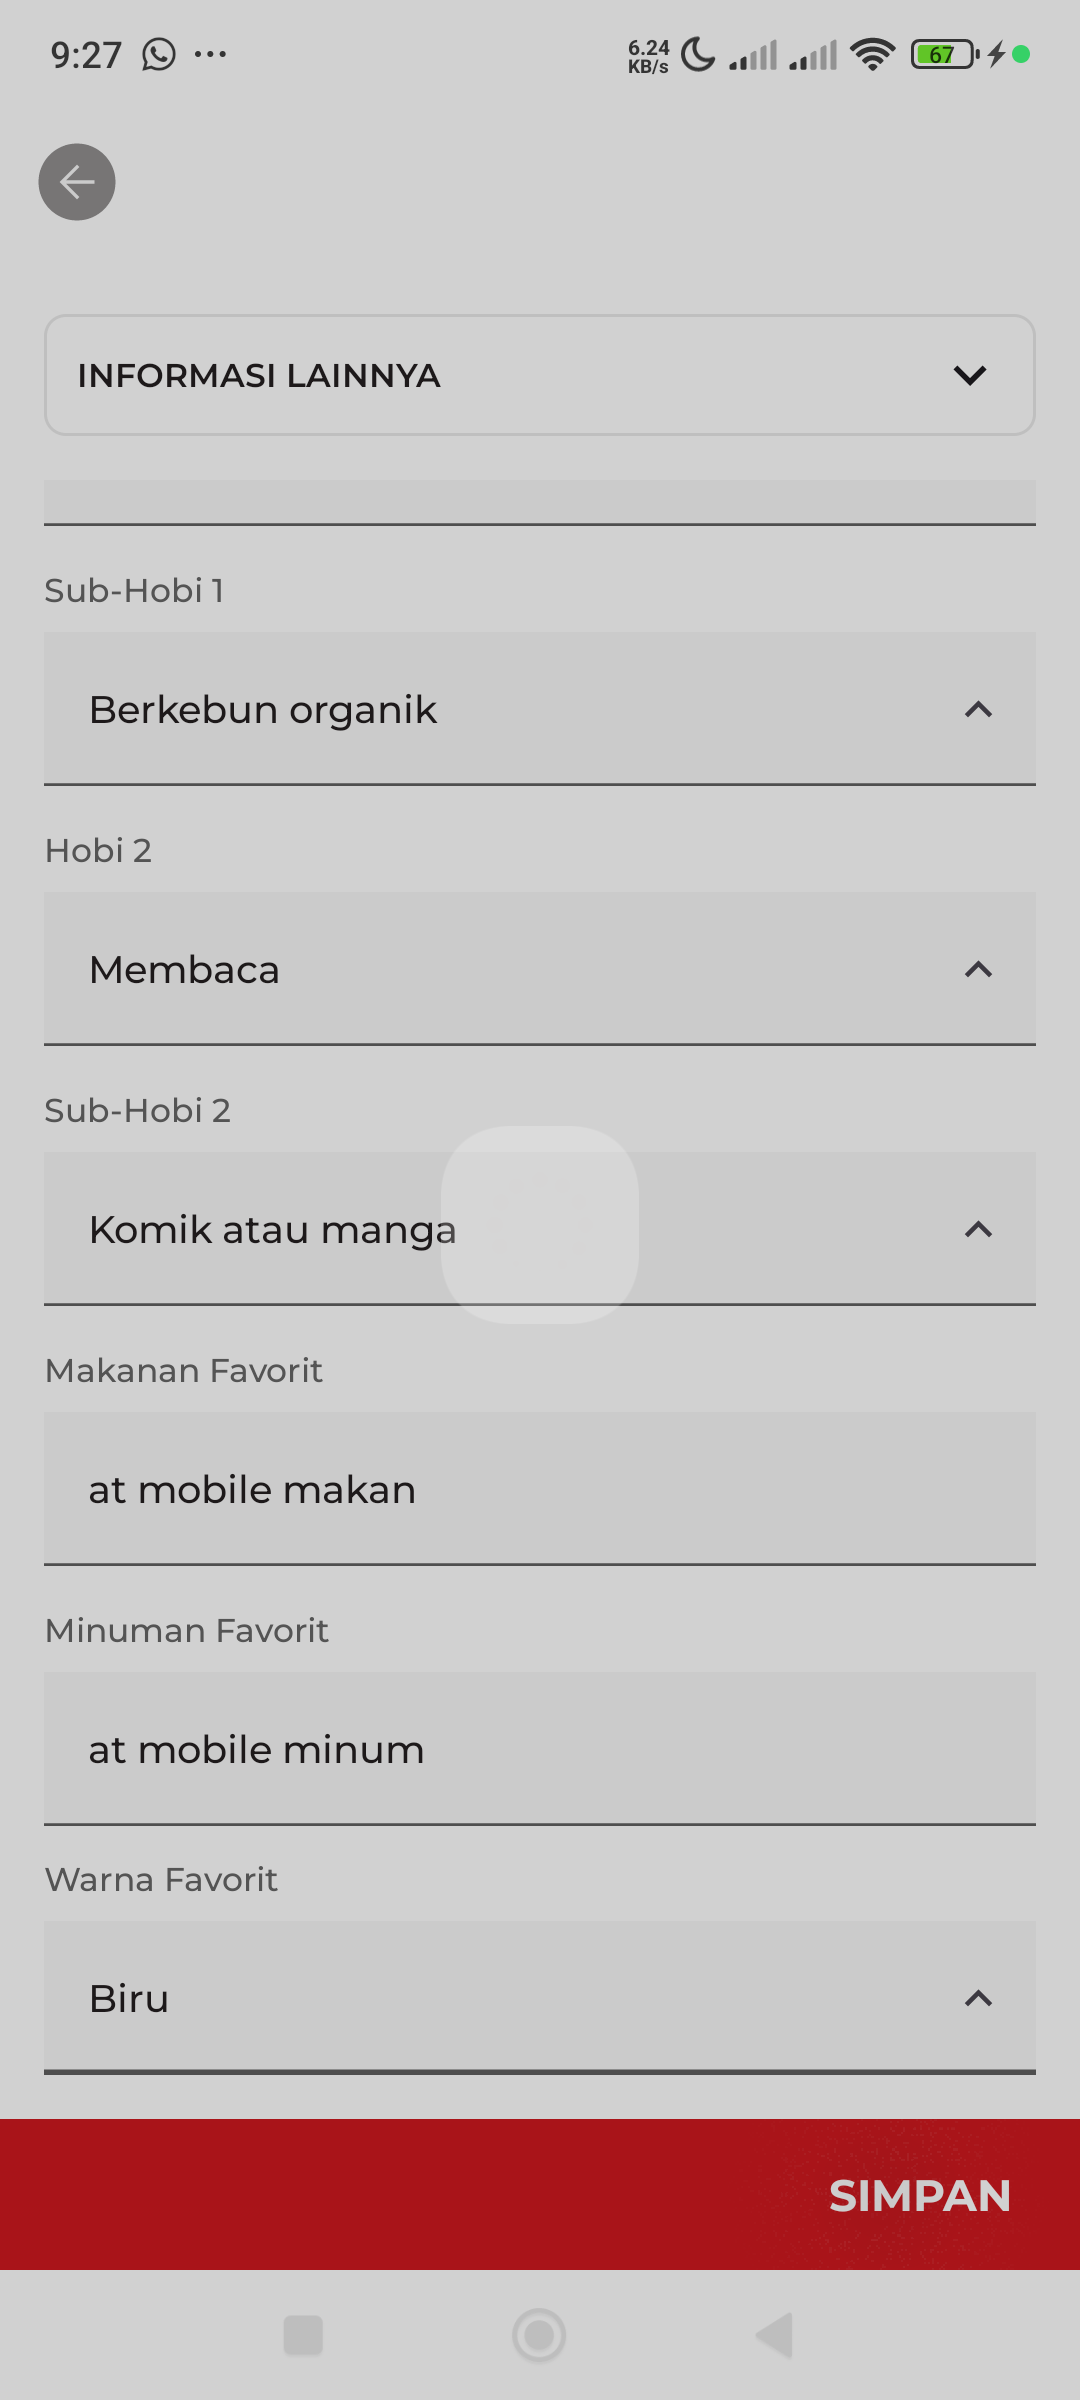 9:27
6.24
KB/s
67
INFORMASI LAINNYA
Sub-Hobi 1
Berkebun organik
Hobi 2
Membaca
Sub-Hobi 2
Komik atau manga
Makanan Favorit
at mobile makan
Minuman Favorit
at mobile minum
Warna Favorit
Biru
SIMPAN